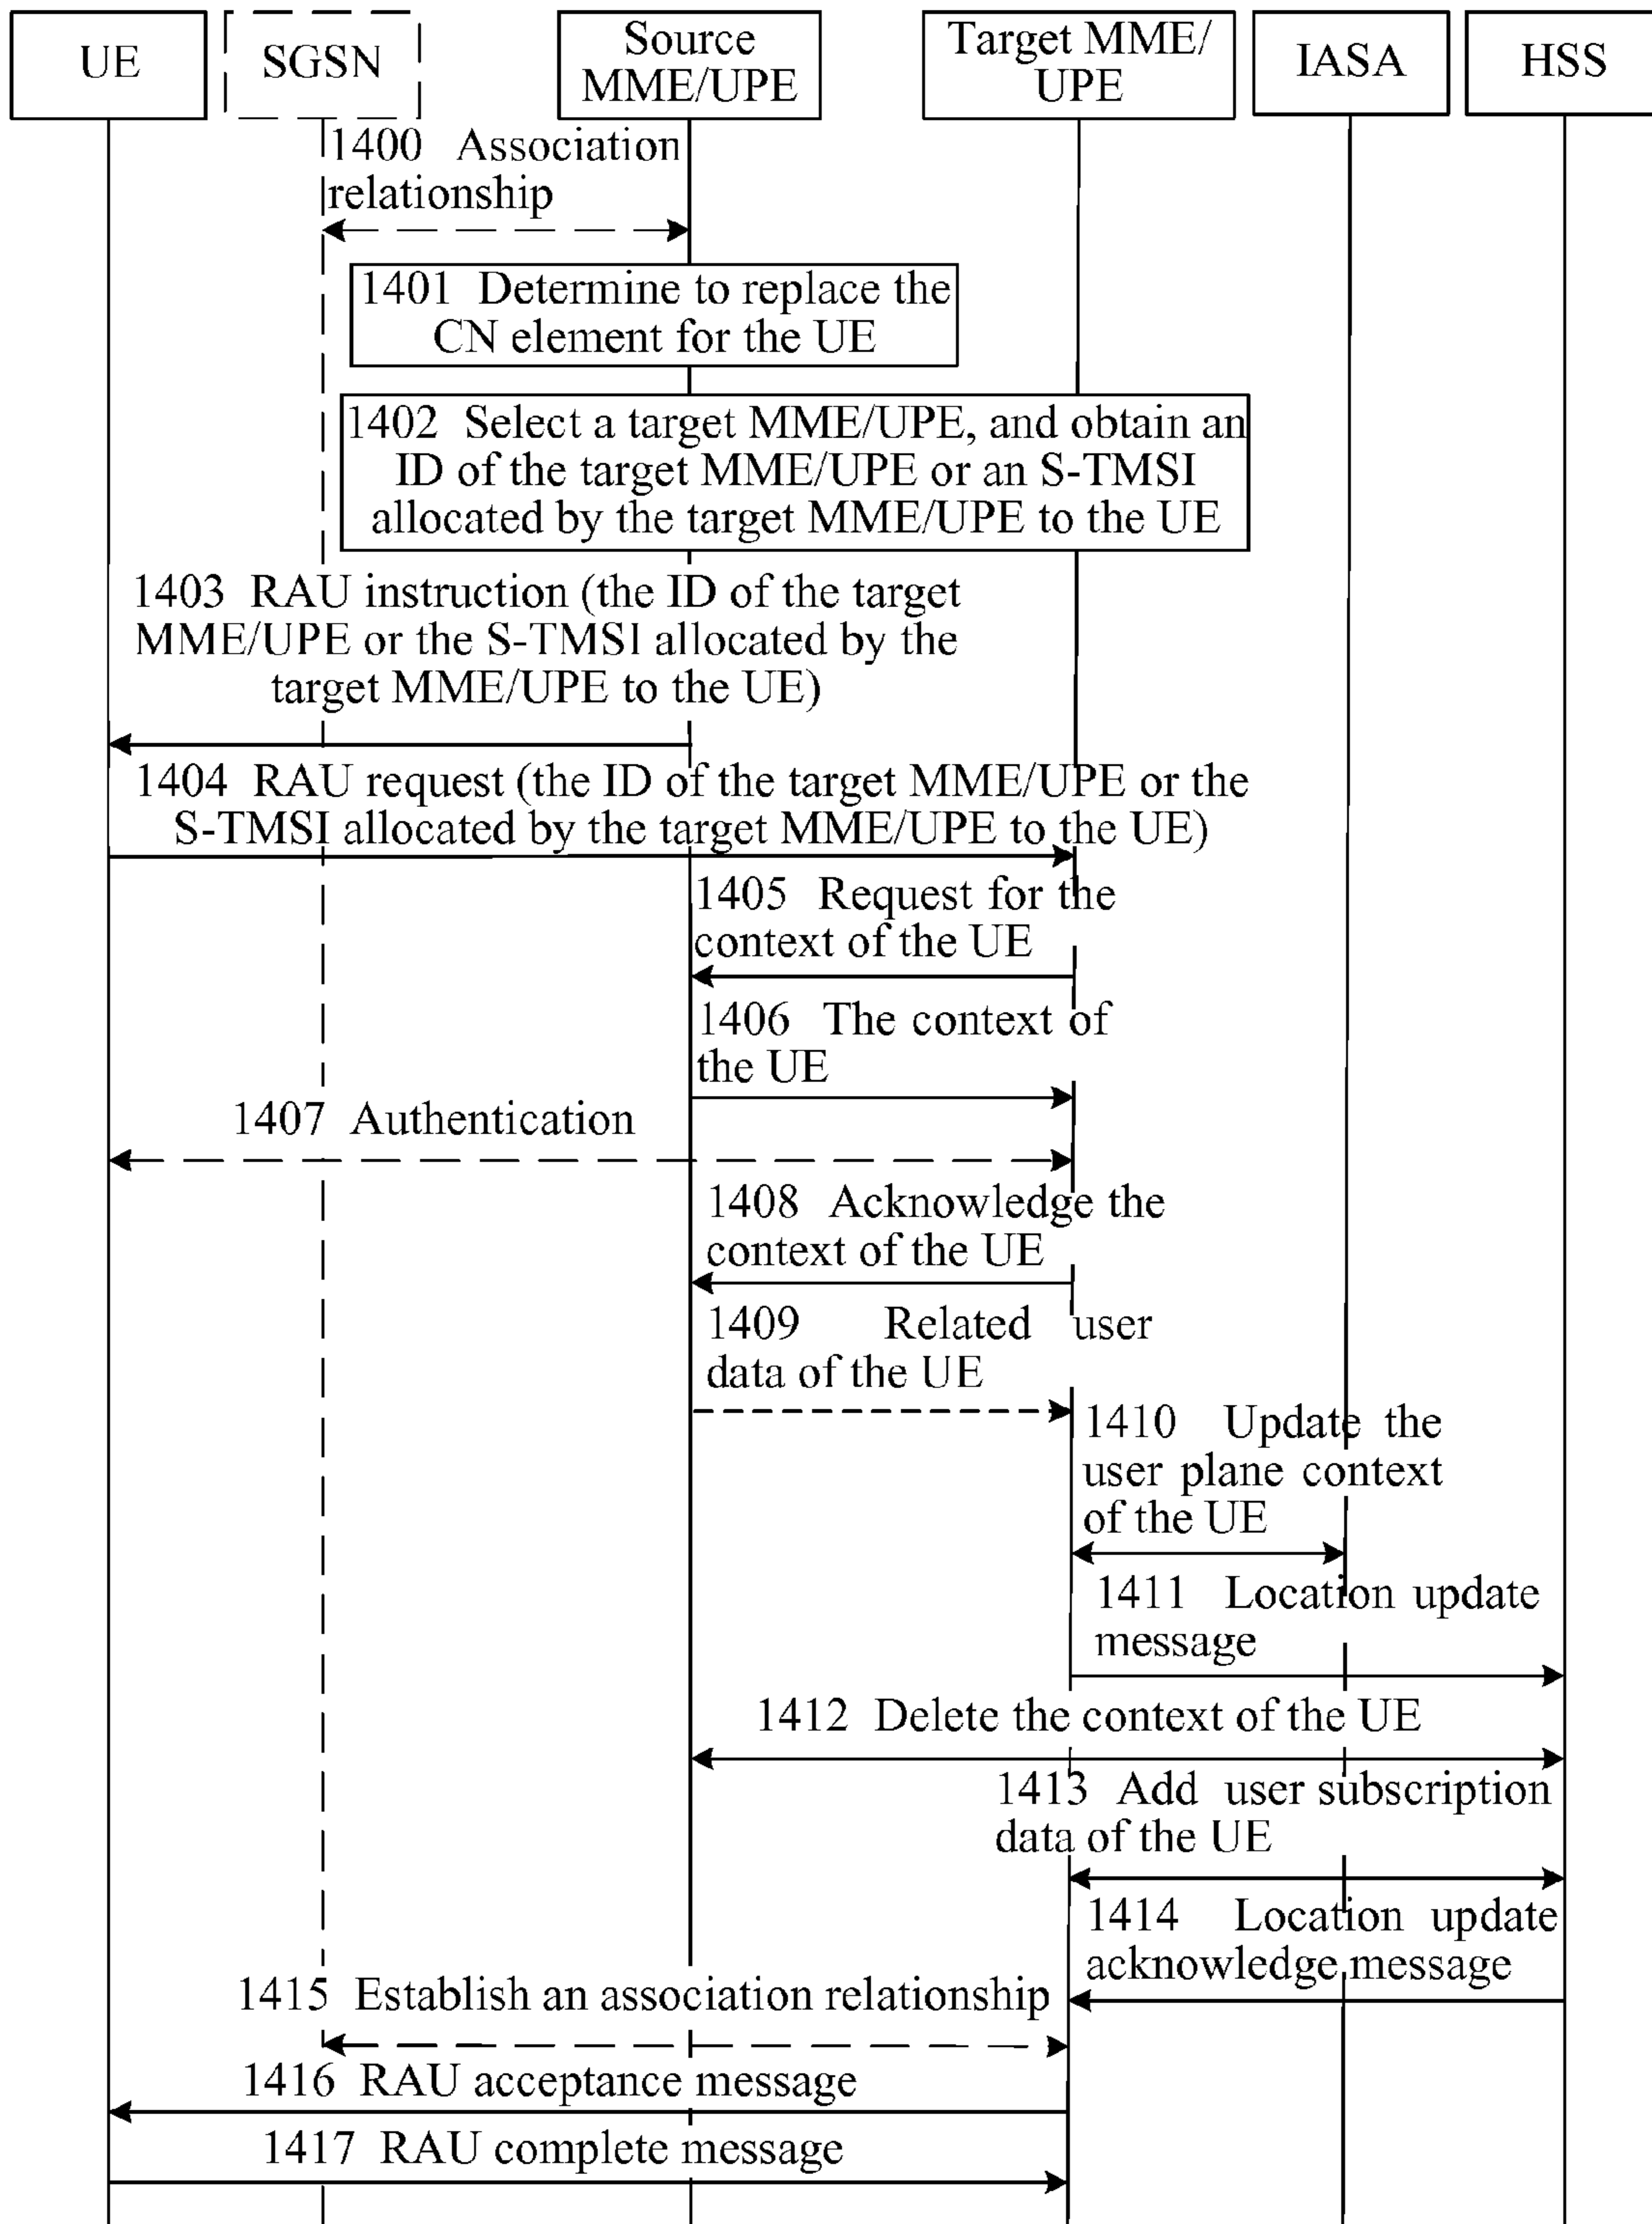 UE
SGSN
Source
MME/UPE
Target MME/
UPE
IASA
HSS
1400 Association
relationship
1401 Determine to replace the
CN element for the UE
1402 Select a target MME/UPE, and obtain an
ID of the target MME/UPE or an S-TMSI
allocated by the target MME/UPE to the UE
1403 RAU instruction (the ID of the target
MME/UPE or the S-TMSI allocated by the
target MME/UPE to the UE)
1404 RAU request (the ID of the target MME/UPE or the
S-TMSI allocated by the target MME/UPE to the UE)
1405 Request for the
context of the UE
1406 The context of
the UE
1407 Authentication
1408 Acknowledge the
context of the UE
1409 Related user
data of the UE
1410 Update the
user plane context
of the UE
1411 Location update
message
1412 Delete the context of the UE
1413 Add user subscription
data of the UE
1414 Location update
acknowledge message
1415 Establish an association relationship
1416 RAU acceptance message
1417 RAU complete message